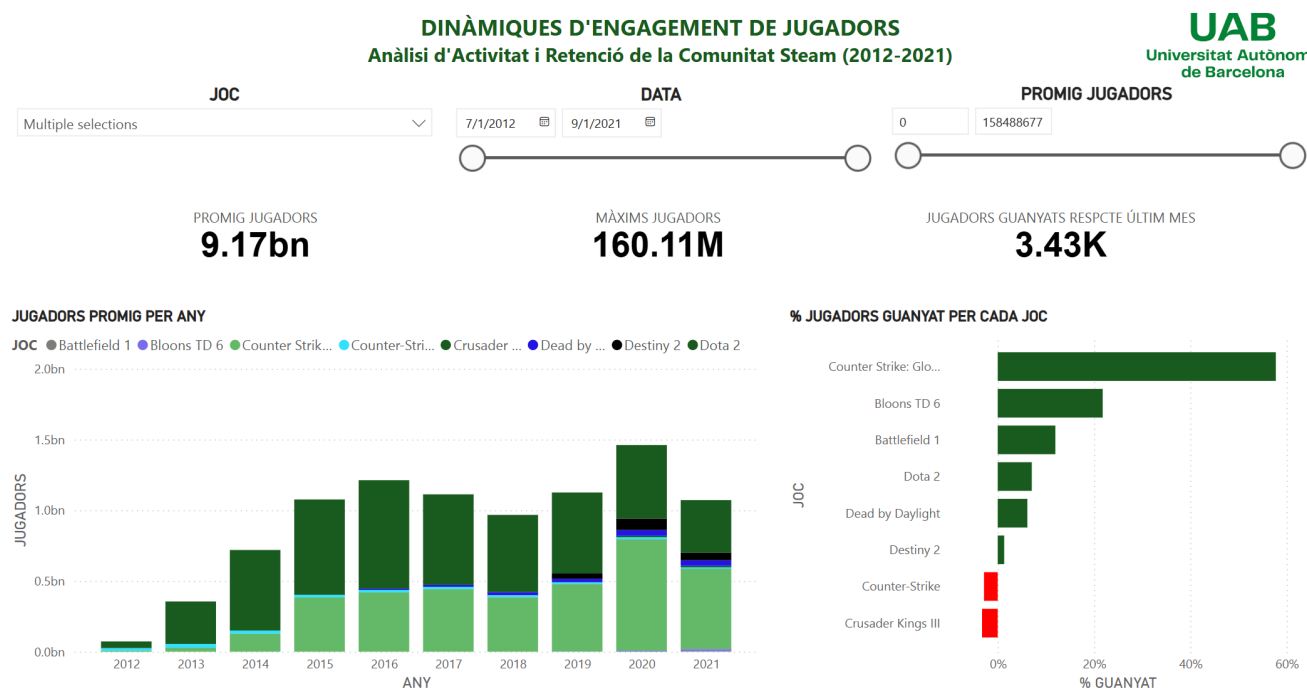 DINÀMIQUES D'ENGAGEMENT DE JUGADORS
Anàlisi d'Activitat i Retenció de la Comunitat Steam (2012-2021)
UAB
Universitat Autònom
de Barcelona
JOC
Multiple selections
DATA
7/1/2012
9/1/2021
PROMIG JUGADORS
0
158488677
PROMIG JUGADORS
9.17bn
MÀXIMS JUGADORS
160.11M
JUGADORS GUANYATS RESPCTE ÚLTIM MES
3.43K
JUGADORS PROMIG PER ANY
JOC Battlefield 1 Bloons TD 6 Counter Strik... Counter-Stri... Crusader ... Dead by ... Destiny 2 Dota 2
JUGADORS
2.0bn
1.5bn
1.0bn
0.5bn
0.0bn
2012 2013 2014 2015 2016 2017 2018 2019 2020 2021
ANY
% JUGADORS GUANYAT PER CADA JOC
JOC
Counter Strike: Glo...
Bloons TD 6
Battlefield 1
Dota 2
Dead by Daylight
Destiny 2
Counter-Strike
Crusader Kings III
0% 20% 40% 60%
% GUANYAT